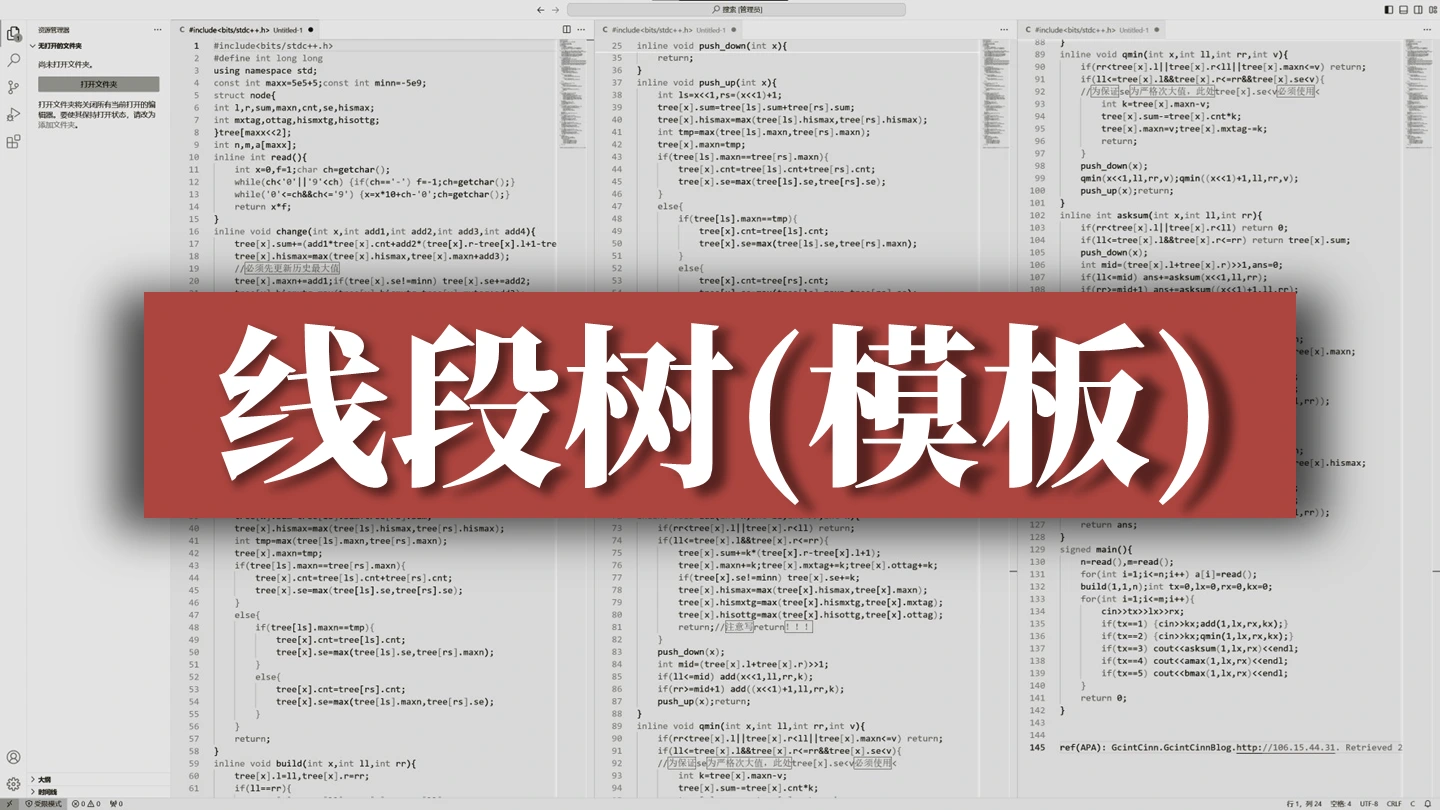 搜索 [管理员]
资源管理器
无打开的文件夹
尚未打开文件夹。
打开文件夹
打开文件夹将关闭所有当前打开的编
辑器。要使其保持打开状态，请改为
添加文件夹。
大纲
时间线
#include<bits/stdc++.h> Untitled-1
1 #include<bits/stdc++.h>
2 #define int long long
3 using namespace std;
4 const int maxx=5e5+5;const int minn=-5e9;
5 struct node{
6 int l,r,sum,maxn,cnt,se,hismax;
7 int mxtag,ottag,hismxtg,hisottg;
8 }tree[maxx<<2];
9 int n,m,a[maxx];
10 inline int read(){
11 int x=0,f=1;char ch=getchar();
12 while(ch<'0'||'9'<ch) {if(ch=='-') f=-1;ch=getchar();}
13 while('0'<=ch&&ch<='9') {x=x*10+ch-'0';ch=getchar();}
14 return x*f;
15 }
16 inline void change(int x,int add1,int add2,int add3,int add4){
17 tree[x].sum+=(add1*tree[x].cnt+add2*(tree[x].r-tree[x].l+1-tre
18 tree[x].hismax=max(tree[x].hismax,tree[x].maxn+add3);
19 //必须先更新历史最大值
20 tree[x].maxn+=add1;if(tree[x].se!=minn) tree[x].se+=add2;
线段树(模板)
40 tree[x].hismax=max(tree[ls].hismax,tree[rs].hismax);
41 int tmp=max(tree[ls].maxn,tree[rs].maxn);
42 tree[x].maxn=tmp;
43 if(tree[ls].maxn==tree[rs].maxn){
44 tree[x].cnt=tree[ls].cnt+tree[rs].cnt;
45 tree[x].se=max(tree[ls].se,tree[rs].se);
46 }
47 else{
48 if(tree[ls].maxn==tmp){
49 tree[x].cnt=tree[ls].cnt;
50 tree[x].se=max(tree[ls].se,tree[rs].maxn);
51 }
52 else{
53 tree[x].cnt=tree[rs].cnt;
54 tree[x].se=max(tree[ls].maxn,tree[rs].se);
55 }
56 }
57 return;
58 }
59 inline void build(int x,int ll,int rr){
60 tree[x].l=ll,tree[x].r=rr;
61 if(ll==rr){
#include<bits/stdc++.h> Untitled-1
25 inline void push_down(int x){
35 return;
36 }
37 inline void push_up(int x){
38 int ls=x<<1,rs=(x<<1)+1;
39 tree[x].sum=tree[ls].sum+tree[rs].sum;
40 tree[x].hismax=max(tree[ls].hismax,tree[rs].hismax);
41 int tmp=max(tree[ls].maxn,tree[rs].maxn);
42 tree[x].maxn=tmp;
43 if(tree[ls].maxn==tree[rs].maxn){
44 tree[x].cnt=tree[ls].cnt+tree[rs].cnt;
45 tree[x].se=max(tree[ls].se,tree[rs].se);
46 }
47 else{
48 if(tree[ls].maxn==tmp){
49 tree[x].cnt=tree[ls].cnt;
50 tree[x].se=max(tree[ls].se,tree[rs].maxn);
51 }
52 else{
53 tree[x].cnt=tree[rs].cnt;
73 if(rr<tree[x].l||tree[x].r<ll) return;
74 if(ll<=tree[x].l&&tree[x].r<=rr){
75 tree[x].sum+=k*(tree[x].r-tree[x].l+1);
76 tree[x].maxn+=k;tree[x].mxtag+=k;tree[x].ottag+=k;
77 if(tree[x].se!=minn) tree[x].se+=k;
78 tree[x].hismax=max(tree[x].hismax,tree[x].maxn);
79 tree[x].hismxtg=max(tree[x].hismxtg,tree[x].mxtag);
80 tree[x].hisottg=max(tree[x].hisottg,tree[x].ottag);
81 return;//注意写return！！！
82 }
83 push_down(x);
84 int mid=(tree[x].l+tree[x].r)>>1;
85 if(ll<=mid) add(x<<1,ll,rr,k);
86 if(rr>=mid+1) add((x<<1)+1,ll,rr,k);
87 push_up(x);return;
88 }
89 inline void qmin(int x,int ll,int rr,int v){
90 if(rr<tree[x].l||tree[x].r<ll||tree[x].maxn<=v) return;
91 if(ll<=tree[x].l&&tree[x].r<=rr&&tree[x].se<v){
92 //为保证se为严格次大值，此处tree[x].se<v必须使用<
93 int k=tree[x].maxn-v;
94 tree[x].sum-=tree[x].cnt*k;
#include<bits/stdc++.h> Untitled-1
88 }
89 inline void qmin(int x,int ll,int rr,int v){
90 if(rr<tree[x].l||tree[x].r<ll||tree[x].maxn<=v) return;
91 if(ll<=tree[x].l&&tree[x].r<=rr&&tree[x].se<v){
92 //为保证se为严格次大值，此处tree[x].se<v必须使用<
93 int k=tree[x].maxn-v;
94 tree[x].sum-=tree[x].cnt*k;
95 tree[x].maxn=v;tree[x].mxtag-=k;
96 return;
97 }
98 push_down(x);
99 qmin(x<<1,ll,rr,v);qmin((x<<1)+1,ll,rr,v);
100 push_up(x);return;
101 }
102 inline int asksum(int x,int ll,int rr){
103 if(rr<tree[x].l||tree[x].r<ll) return 0;
104 if(ll<=tree[x].l&&tree[x].r<=rr) return tree[x].sum;
105 push_down(x);
106 int mid=(tree[x].l+tree[x].r)>>1,ans=0;
107 if(ll<=mid) ans+=asksum(x<<1,ll,rr);
108 if(rr>=mid+1) ans+=asksum((x<<1)+1,ll,rr);
127 return ans;
128 }
129 signed main(){
130 n=read(),m=read();
131 for(int i=1;i<=n;i++) a[i]=read();
132 build(1,1,n);int tx=0,lx=0,rx=0,kx=0;
133 for(int i=1;i<=m;i++){
134 cin>>tx>>lx>>rx;
135 if(tx==1) {cin>>kx;add(1,lx,rx,kx);}
136 if(tx==2) {cin>>kx;qmin(1,lx,rx,kx);}
137 if(tx==3) cout<<asksum(1,lx,rx)<<endl;
138 if(tx==4) cout<<amax(1,lx,rx)<<endl;
139 if(tx==5) cout<<bmax(1,lx,rx)<<endl;
140 }
141 return 0;
142 }
143
144
145 ref(APA): GcintCinn.GcintCinnBlog.http://106.15.44.31. Retrieved 2
受限模式 0 0 0
行 1，列 24 空格: 4 UTF-8 CRLF C